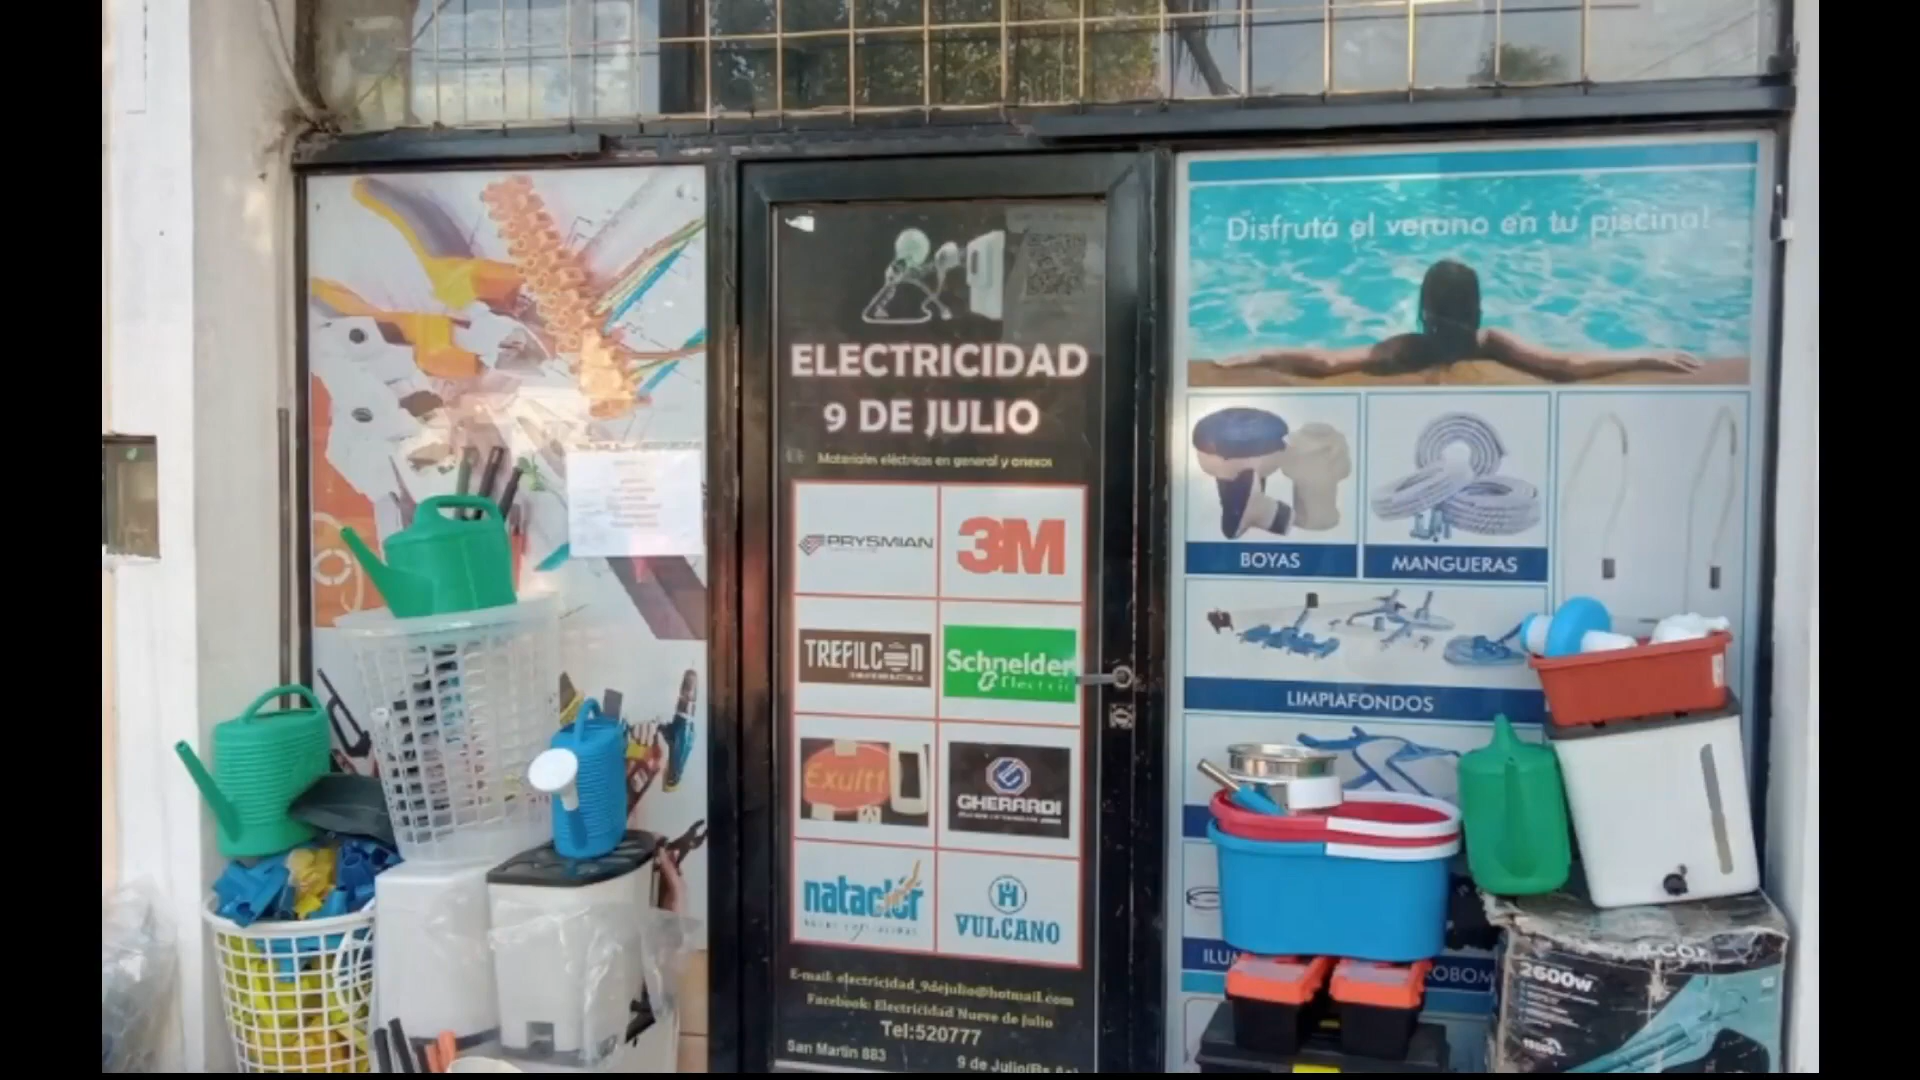 Disfrutá el verano en tu piscina!
ELECTRICIDAD
9 DE JULIO
Materiales eléctricos en general y anexos
PRYSMIAN
3M
TREFILCON
Schneider
Electric
Exultt
GHERARDI
nataclor
VULCANO
E-mail: electricidad_9dejulio@hotmail.com
Facebook: Electricidad Nueve de Julio
Tel:520777
San Martin 883
9 de Julio(Bs As)
BOYAS
MANGUERAS
LIMPIAFONDOS
2600w